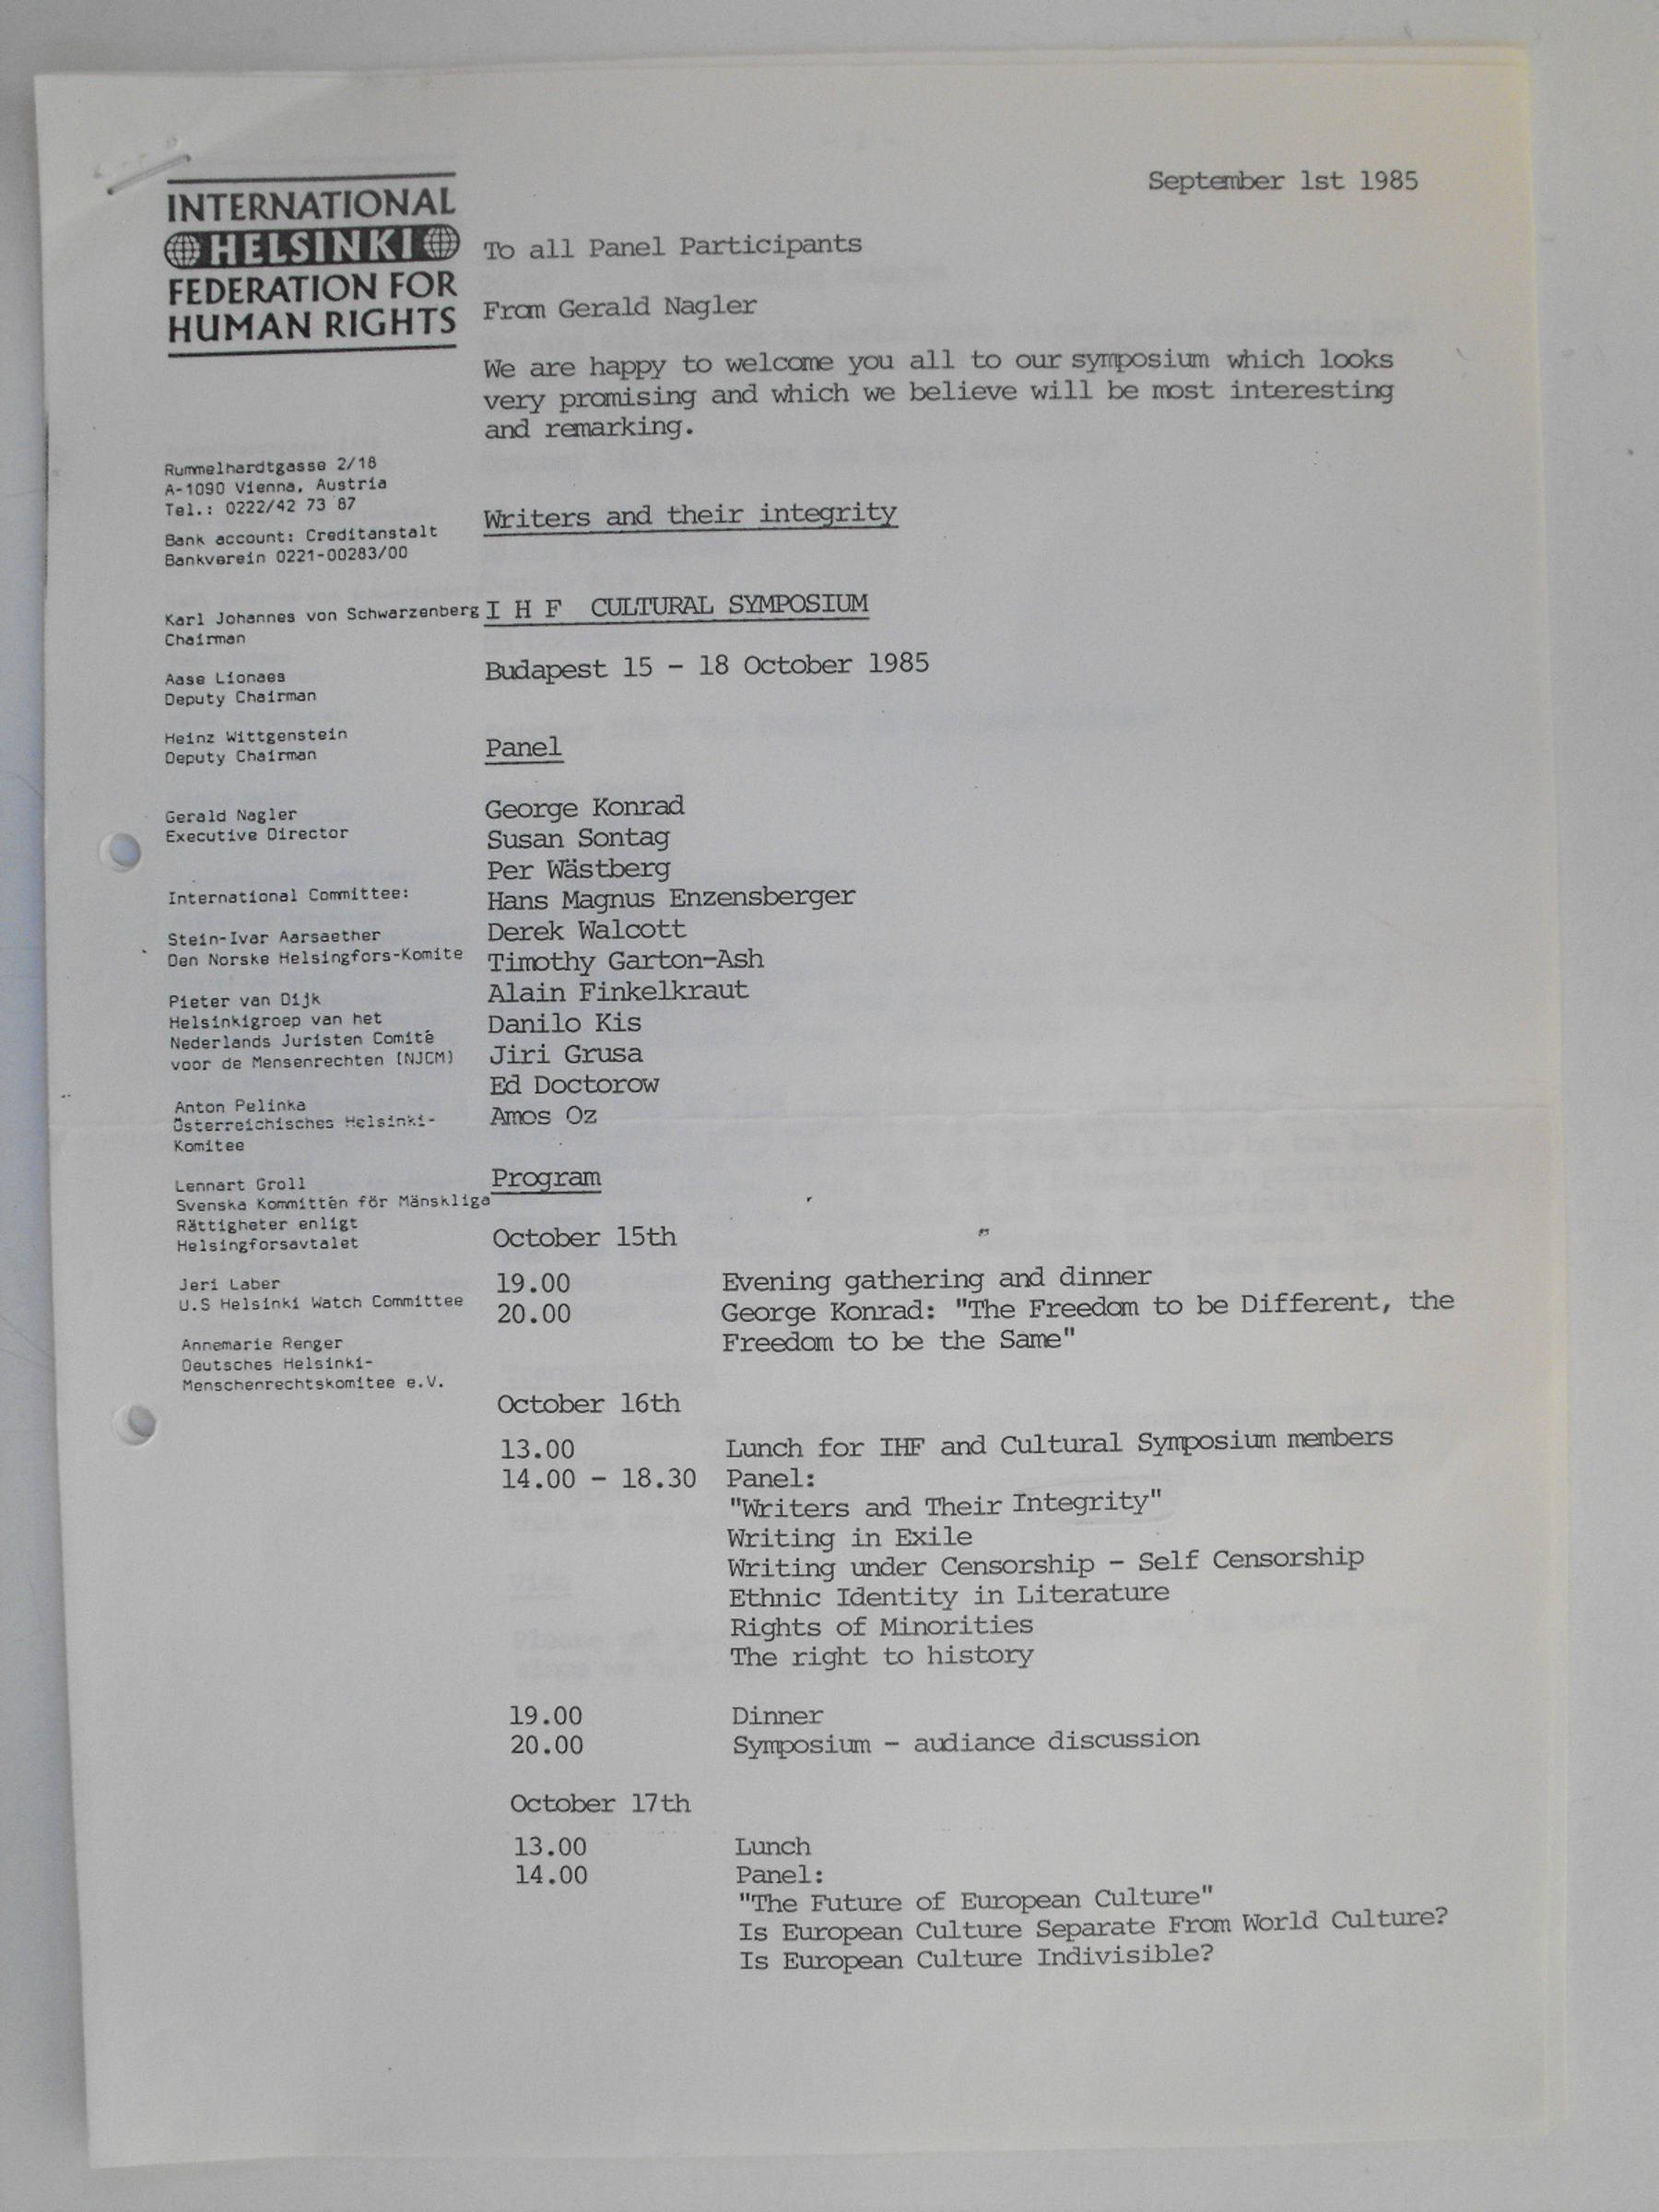 September 1st 1985
INTERNATIONAL
HELSINKI
FEDERATION FOR
HUMAN RIGHTS
Rummelhardtgasse 2/18
A-1090 Vienna, Austria
Tel.: 0222/42 73 87
Bank account: Creditanstalt
Bankverein 0221-00283/00
Karl Johannes von Schwarzenberg
Chairman
Aase Lionaes
Deputy Chairman
Heinz Wittgenstein
Deputy Chairman
Gerald Nagler
Executive Director
International Committee:
Stein-Ivar Aarsaether
Den Norske Helsingfors-Komite
Pieter van Dijk
Helsinkigroep van het
Nederlands Juristen Comité
voor de Mensenrechten (NJCM)
Anton Pelinka
Österreichisches Helsinki-
Komitee
Lennart Groll
Svenska Kommittén för Mänskliga
Rättigheter enligt
Helsingforsavtalet
Jeri Laber
U.S Helsinki Watch Committee
Annemarie Renger
Deutsches Helsinki-
Menschenrechtskomitee e.V.
To all Panel Participants
From Gerald Nagler
We are happy to welcome you all to our symposium which looks
very promising and which we believe will be most interesting
and remarking.
Writers and their integrity
I H F CULTURAL SYMPOSIUM
Budapest 15 - 18 October 1985
Panel
George Konrad
Susan Sontag
Per Wästberg
Hans Magnus Enzensberger
Derek Walcott
Timothy Garton-Ash
Alain Finkelkraut
Danilo Kis
Jiri Grusa
Ed Doctorow
Amos Oz
Program
October 15th
19.00 Evening gathering and dinner
20.00 George Konrad: "The Freedom to be Different, the
Freedom to be the Same"
October 16th
13.00 Lunch for IHF and Cultural Symposium members
14.00 - 18.30 Panel:
"Writers and Their Integrity"
Writing in Exile
Writing under Censorship - Self Censorship
Ethnic Identity in Literature
Rights of Minorities
The right to history
19.00 Dinner
20.00 Symposium - audiance discussion
October 17th
13.00 Lunch
14.00 Panel:
"The Future of European Culture"
Is European Culture Separate From World Culture?
Is European Culture Indivisible?